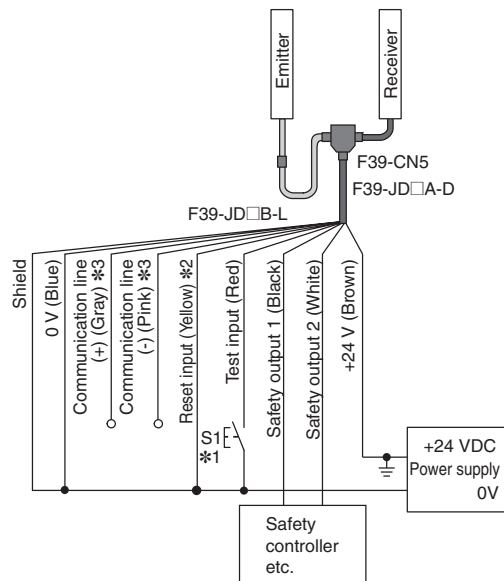 Emitter
Receiver
F39-CN5
F39-JD□A-D
F39-JD□B-L
Shield
0 V (Blue)
Communication line
(+) (Gray) *3
Communication line
(-) (Pink) *3
Reset input (Yellow) *2
Test input (Red)
Safety output 1 (Black)
Safety output 2 (White)
+24 V (Brown)
S1
*1
+24 VDC
Power supply
0V
Safety
controller
etc.